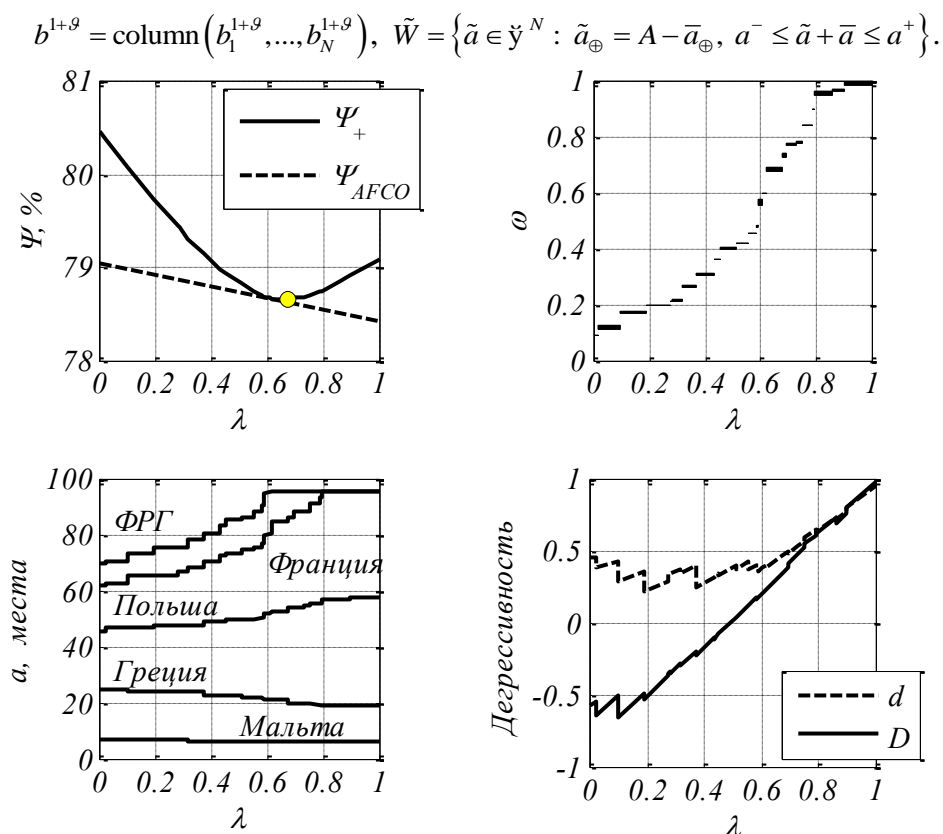 b^{1+ϑ} = column(b_1^{1+ϑ},...,b_N^{1+ϑ}), W̃ = {ã ∈ ў^N : ã_⊕ = A − a̅_⊕, a^- ≤ ã + a̅ ≤ a^+}.
81
80
79
78
Ψ, %
Ψ_+
Ψ_AFCO
0 0.2 0.4 0.6 0.8 1
λ
1
0.8
0.6
0.4
0.2
0
ω
0 0.2 0.4 0.6 0.8 1
λ
100
80
60
40
20
0
a, места
ФРГ
Франция
Польша
Греция
Мальта
0 0.2 0.4 0.6 0.8 1
λ
1
0.5
0
-0.5
-1
Дегрессивность
d
D
0 0.2 0.4 0.6 0.8 1
λ